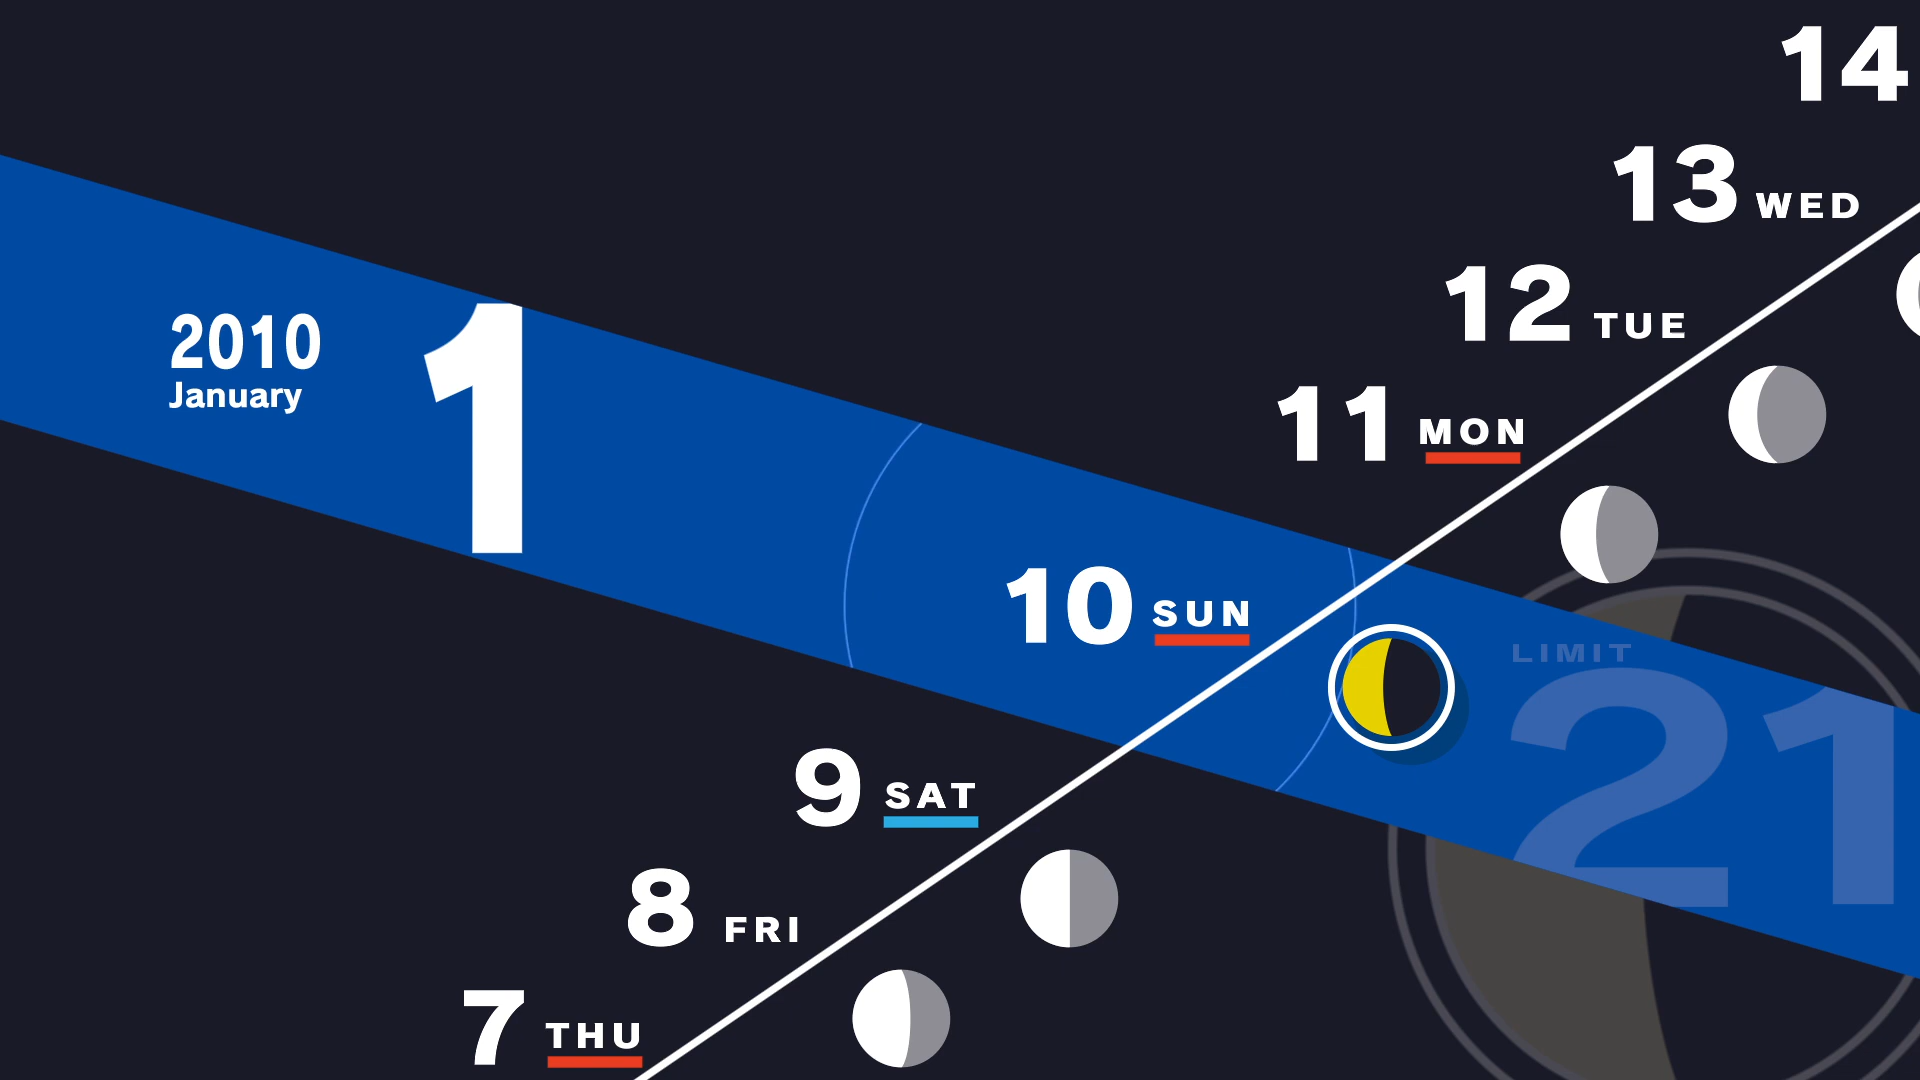 14
13 WED
12 TUE
11 MON
2010
January
1
10 SUN
LIMIT
21
9 SAT
8 FRI
7 THU